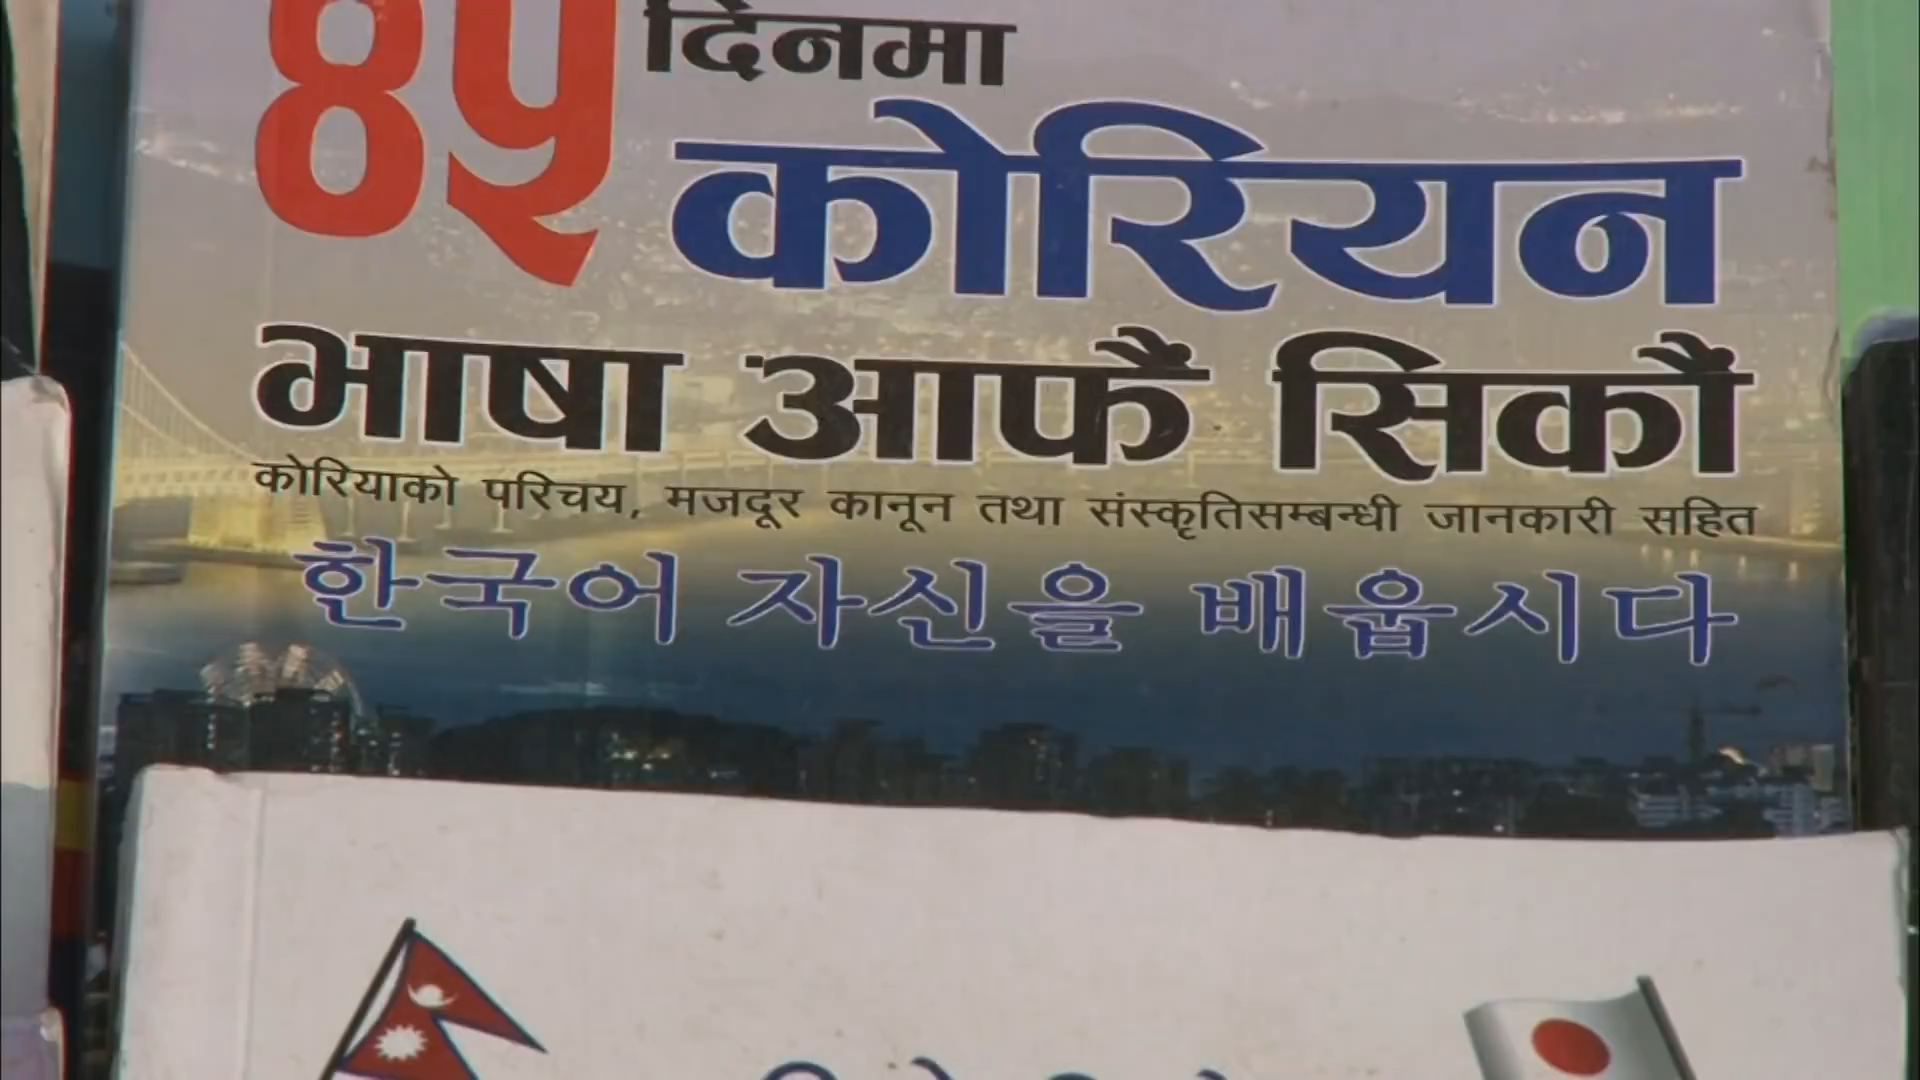 ४५ दिनमा
कोरियन
भाषा आफै सिकौं
कोरियाको परिचय, मजदूर कानून तथा संस्कृतिसम्बन्धी जानकारी सहित
한국어 자신을 배웁시다